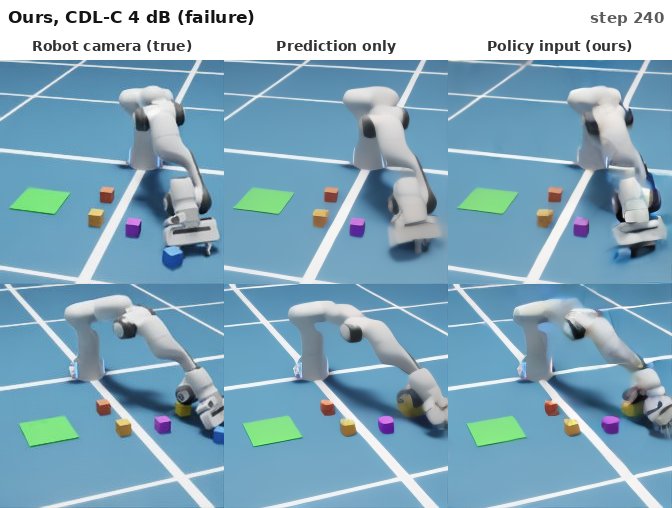 Ours, CDL-C 4 dB (failure)
step 240
Robot camera (true)
Prediction only
Policy input (ours)